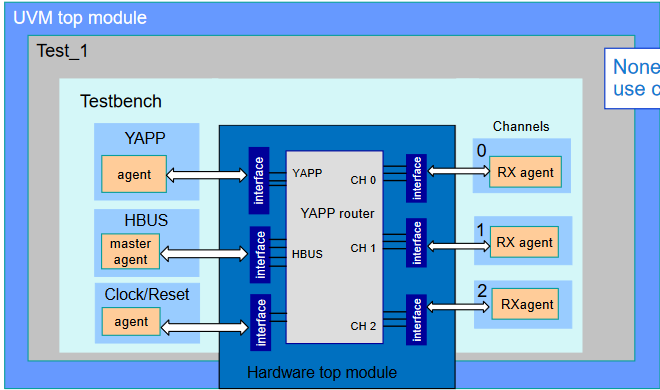 UVM top module
Test_1
None
use c
Testbench
Channels
YAPP
agent
interface
YAPP
CH 0
interface
0
RX agent
YAPP router
HBUS
master
agent
interface
HBUS
CH 1
interface
1
RX agent
Clock/Reset
agent
interface
CH 2
interface
2
RXagent
Hardware top module